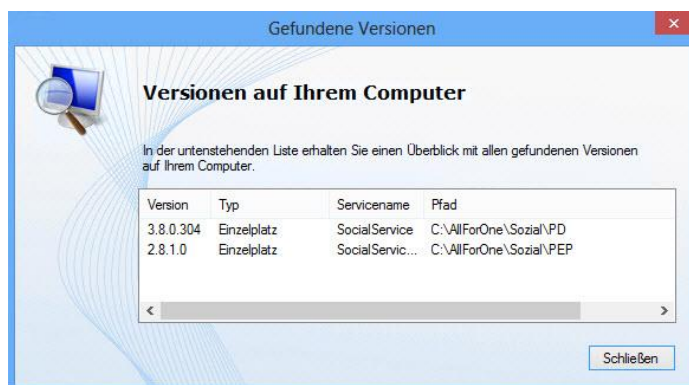 Gefundene Versionen
Versionen auf Ihrem Computer
In der untenstehenden Liste erhalten Sie einen Überblick mit allen gefundenen Versionen
auf Ihrem Computer.
Version Typ Servicename Pfad
3.8.0.304 Einzelplatz SocialService C:\AllForOne\Sozial\PD
2.8.1.0 Einzelplatz SocialServic... C:\AllForOne\Sozial\PEP
Schließen